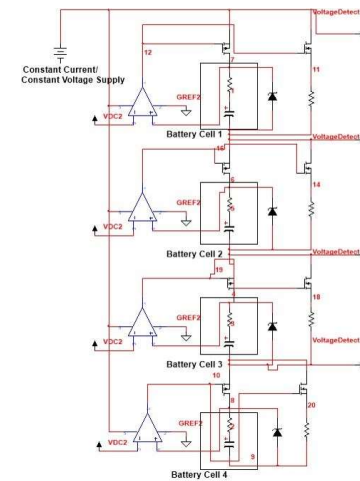 VoltageDetect
12
7
Constant Current/
Constant Voltage Supply
11
GREF2
VDC2
Battery Cell 1
VoltageDetect
16
6
14
GREF2
VDC2
Battery Cell 2
VoltageDetect
19
18
GREF2
VDC2
Battery Cell 3
VoltageDetect
10
8
20
GREF2
VDC2
9
Battery Cell 4